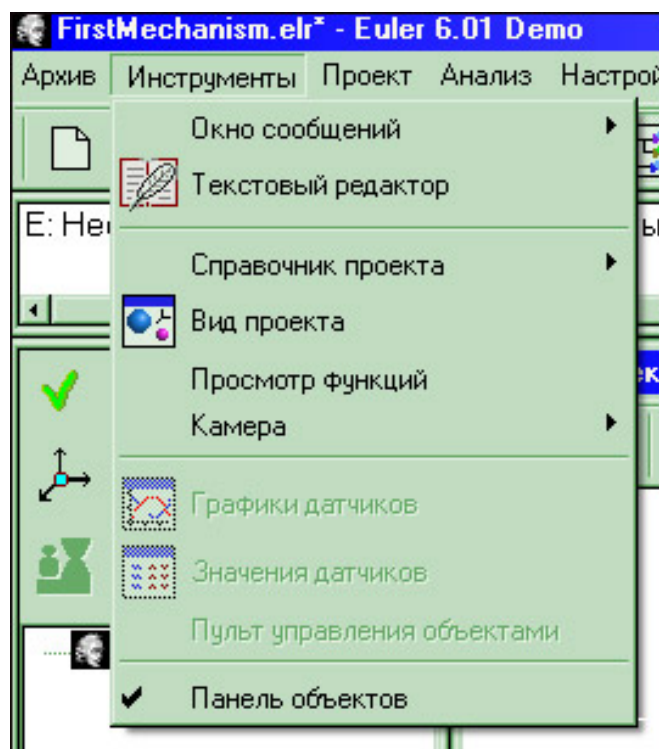 FirstMechanism.elr* - Euler 6.01 Demo
Архив Инструменты Проект Анализ
Окно сообщений
Текстовый редактор
E:
Справочник проекта
Вид проекта
Просмотр функций
Камера
Графики датчиков
Значения датчиков
Пульт управления объектами
Панель объектов